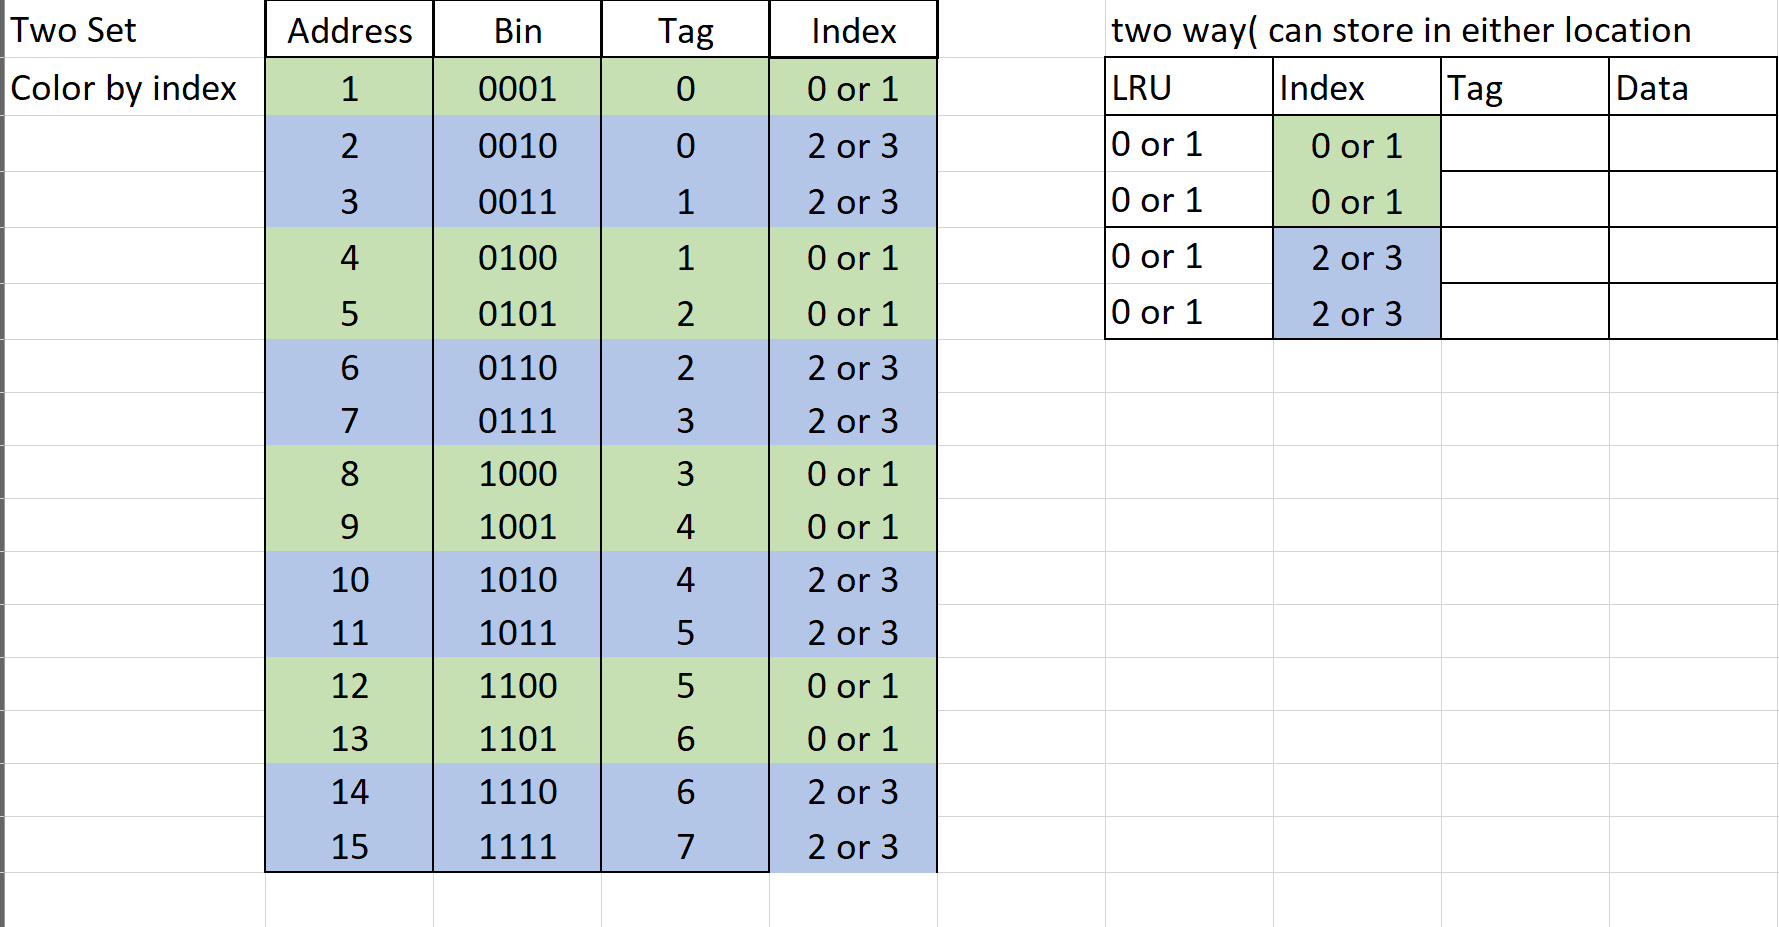 Two Set Address Bin Tag Index two way( can store in either location
Color by index 1 0001 0 0 or 1 LRU Index Tag Data
2 0010 0 2 or 3 0 or 1 0 or 1
3 0011 1 2 or 3 0 or 1 0 or 1
4 0100 1 0 or 1 0 or 1 2 or 3
5 0101 2 0 or 1 0 or 1 2 or 3
6 0110 2 2 or 3
7 0111 3 2 or 3
8 1000 3 0 or 1
9 1001 4 0 or 1
10 1010 4 2 or 3
11 1011 5 2 or 3
12 1100 5 0 or 1
13 1101 6 0 or 1
14 1110 6 2 or 3
15 1111 7 2 or 3